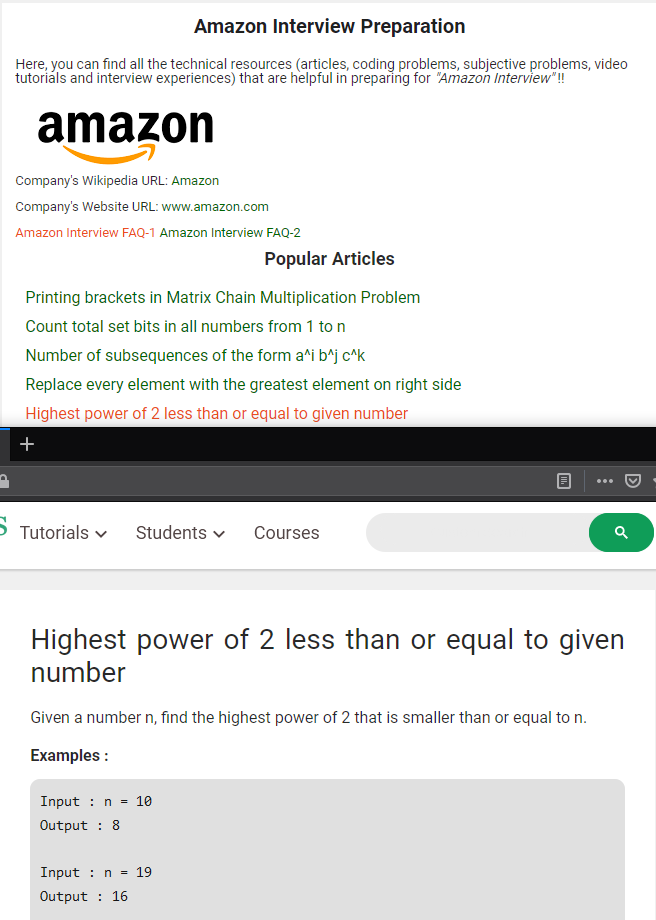 Amazon Interview Preparation
Here, you can find all the technical resources (articles, coding problems, subjective problems, video
tutorials and interview experiences) that are helpful in preparing for "Amazon Interview"!!
amazon
Company's Wikipedia URL: Amazon
Company's Website URL: www.amazon.com
Amazon Interview FAQ-1 Amazon Interview FAQ-2
Popular Articles
Printing brackets in Matrix Chain Multiplication Problem
Count total set bits in all numbers from 1 to n
Number of subsequences of the form a^i b^j c^k
Replace every element with the greatest element on right side
Highest power of 2 less than or equal to given number
S Tutorials Students Courses
Highest power of 2 less than or equal to given
number
Given a number n, find the highest power of 2 that is smaller than or equal to n.
Examples :
Input : n = 10
Output : 8
Input : n = 19
Output : 16